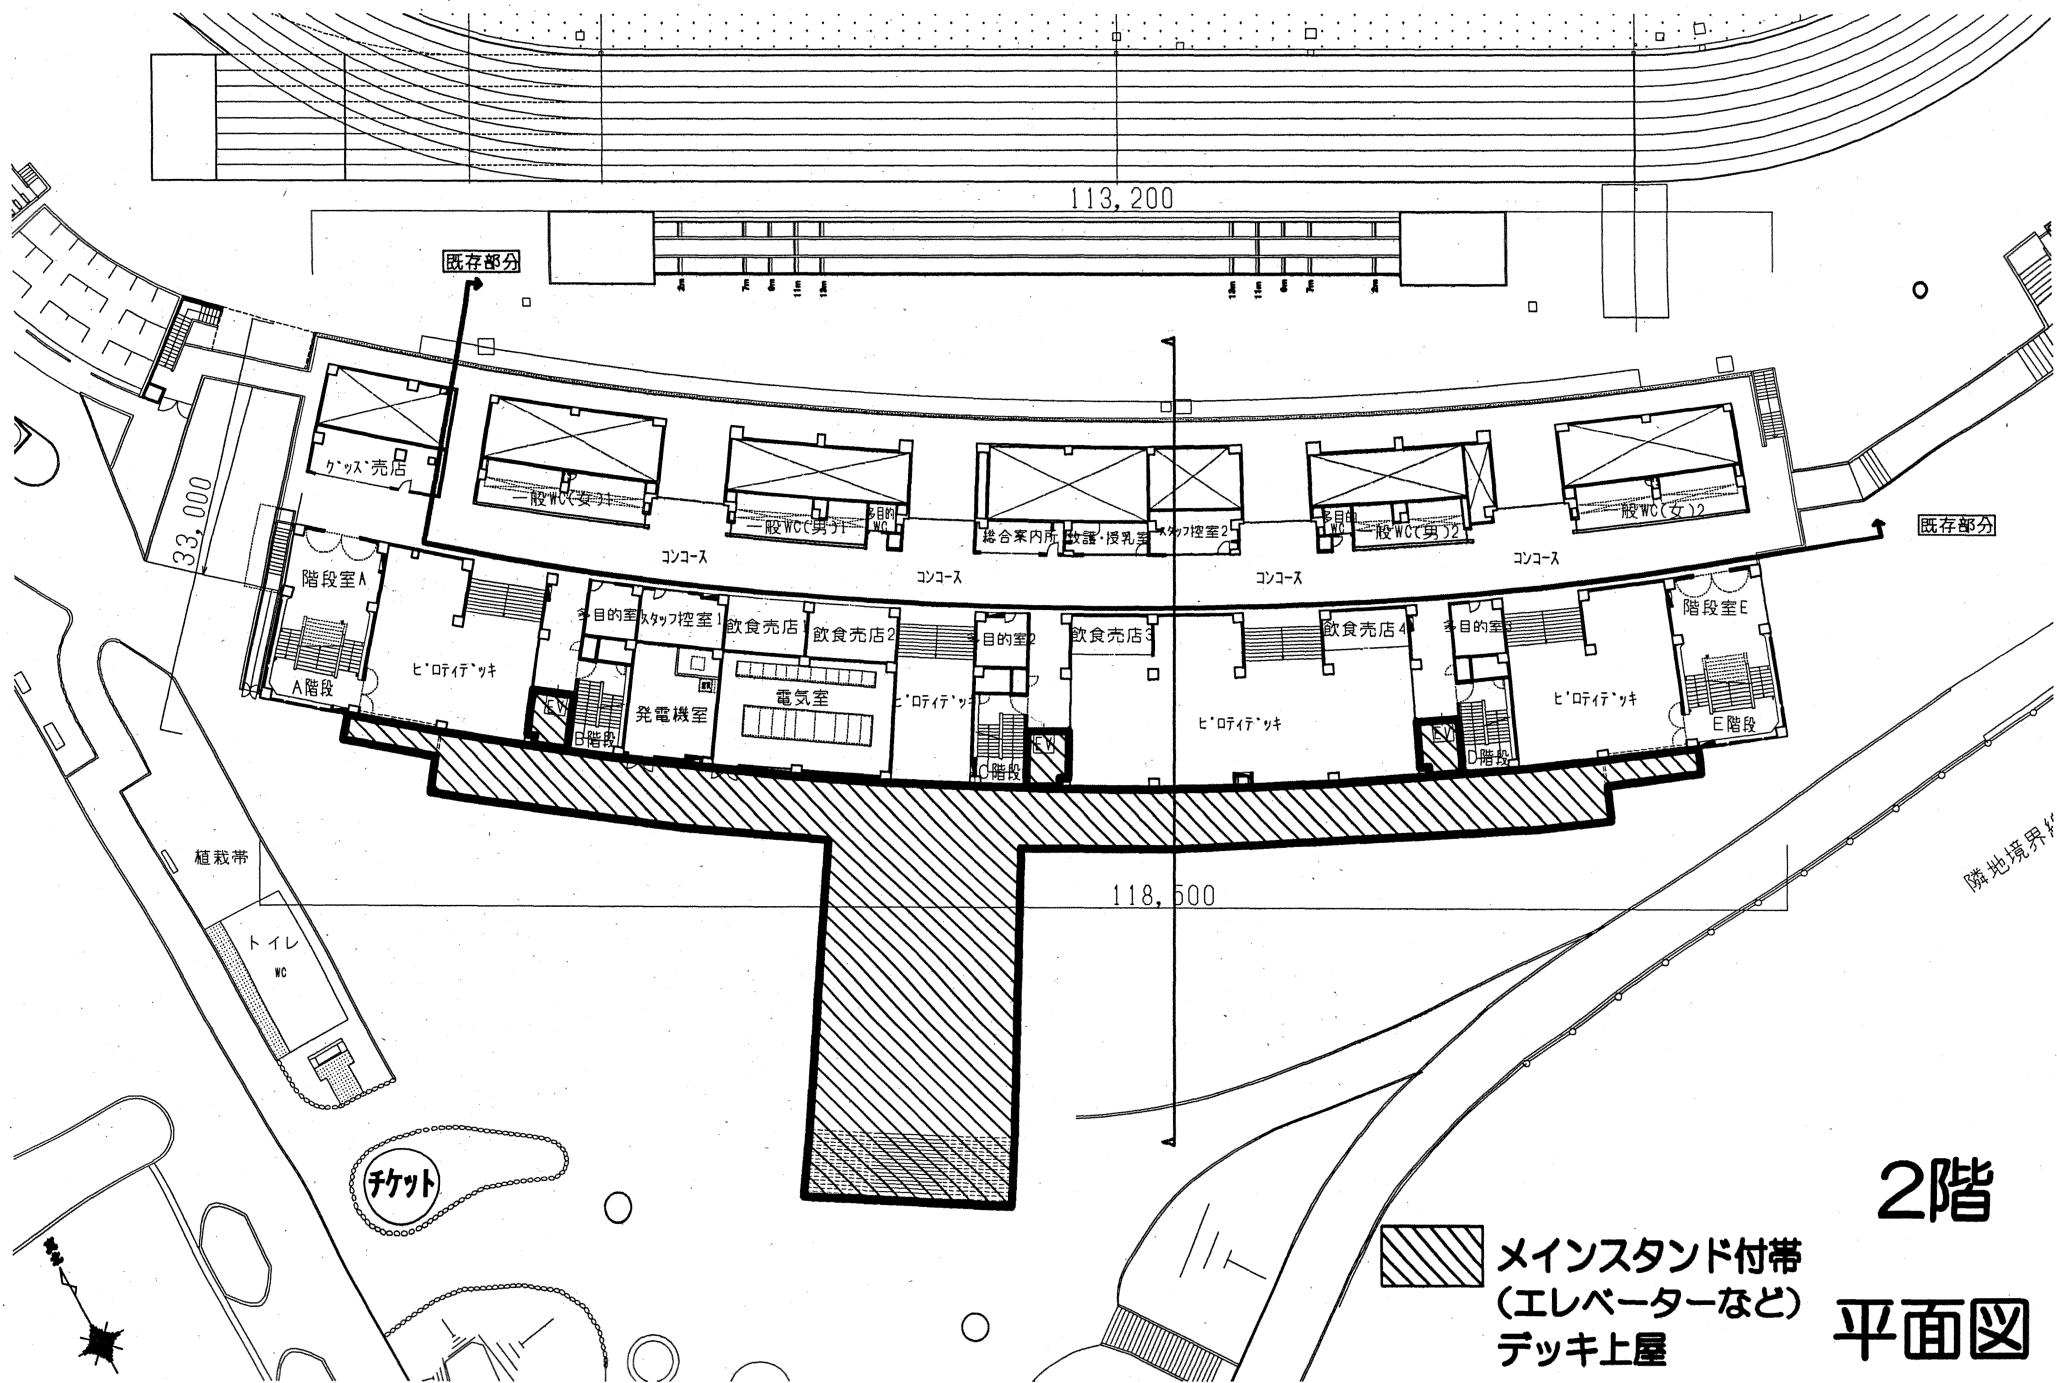 113,200
既存部分
2m
7m
9m
11m
13m
13m
11m
9m
7m
2m
グッズ売店
33,000
一般WC(女)1
一般WC(男)1
多目的
WC
総合案内所
救護・授乳室
スタッフ控室2
多目的
WC
一般WC(男)2
一般WC(女)2
既存部分
コンコース
コンコース
コンコース
コンコース
階段室A
多目的室
スタッフ控室1
飲食売店1
飲食売店2
多目的室2
飲食売店3
飲食売店4
多目的室
階段室E
ピロティデッキ
A階段
EV
B階段
発電機室
電気室
ピロティデッキ
C階段
EV
ピロティデッキ
EV
D階段
ピロティデッキ
E階段
植栽帯
118,500
隣地境界線
トイレ
WC
チケット
2階
平面図
メインスタンド付帯
(エレベーターなど)
デッキ上屋